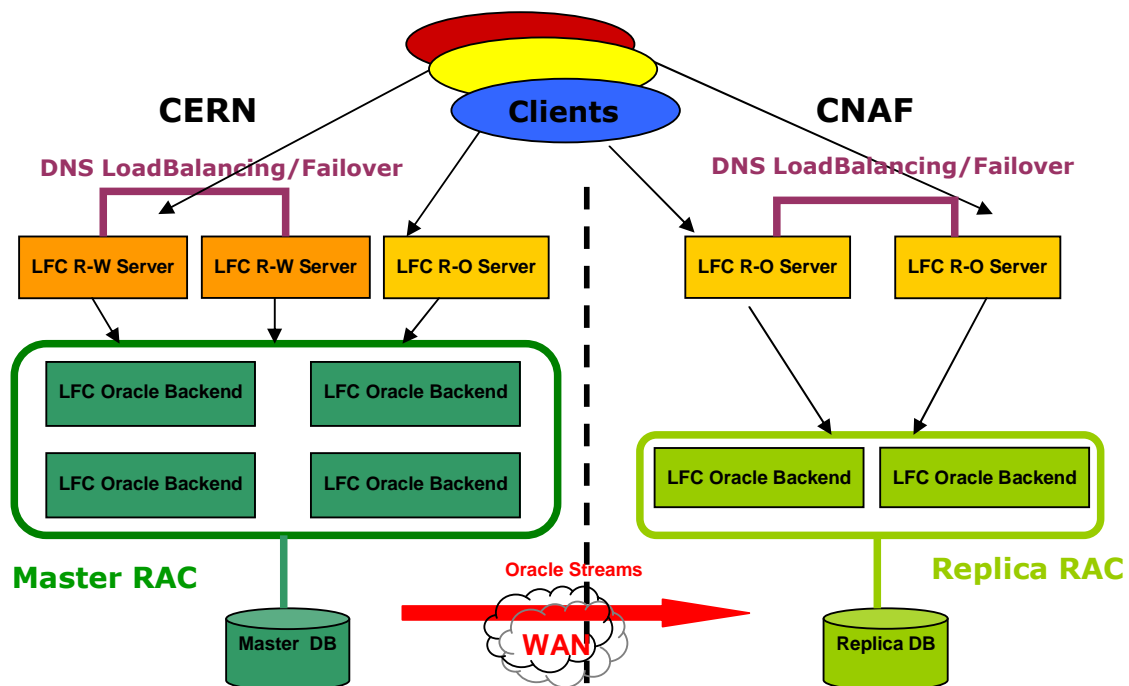 CERN
Clients
CNAF
DNS LoadBalancing/Failover
DNS LoadBalancing/Failover
LFC R-W Server
LFC R-W Server
LFC R-O Server
LFC R-O Server
LFC R-O Server
LFC Oracle Backend
LFC Oracle Backend
LFC Oracle Backend
LFC Oracle Backend
LFC Oracle Backend
LFC Oracle Backend
Master RAC
Oracle Streams
Replica RAC
Master DB
WAN
Replica DB